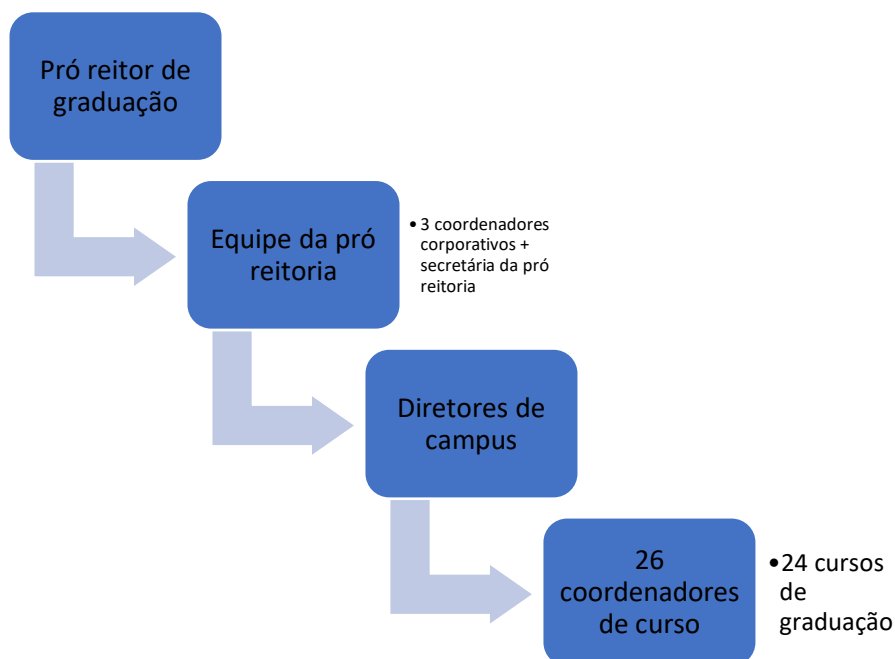 Pró reitor de
graduação
Equipe da pró
reitoria
• 3 coordenadores
corporativos +
secretária da pró
reitoria
Diretores de
campus
26
coordenadores
de curso
•24 cursos
de
graduação